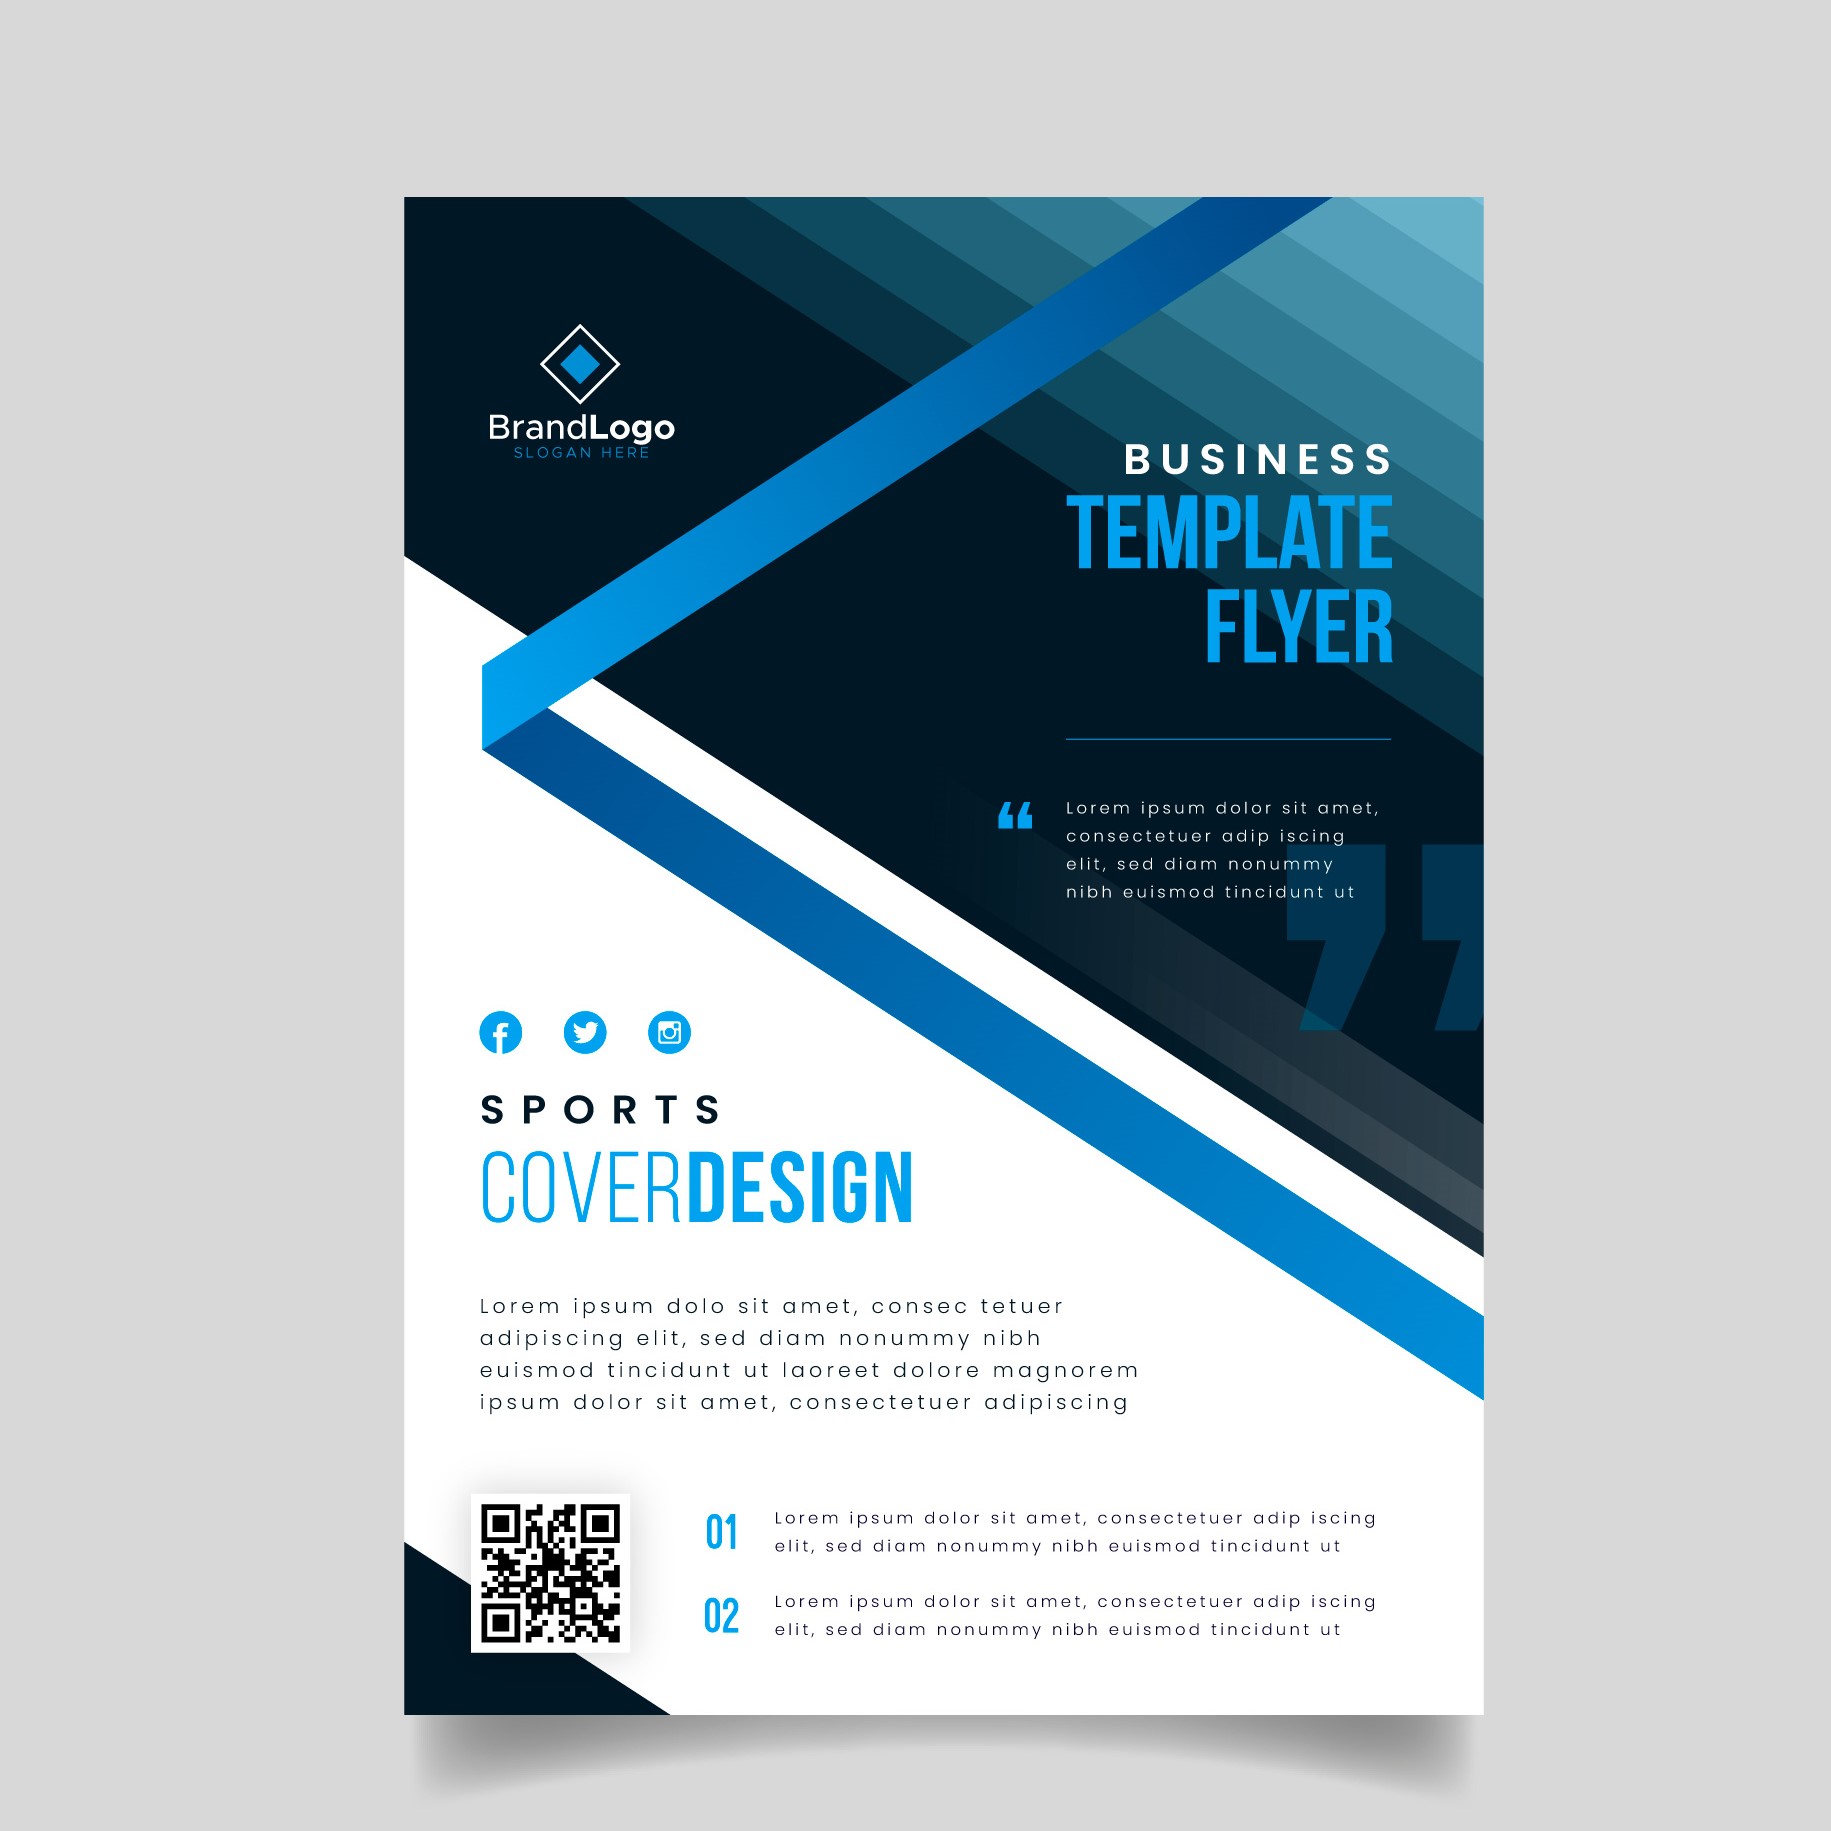 BrandLogo
SLOGAN HERE
BUSINESS
TEMPLATE
FLYER
❝ Lorem ipsum dolor sit amet,
consectetuer adip iscing
elit, sed diam nonummy
nibh euismod tincidunt ut
❞
SPORTS
COVERDESIGN
Lorem ipsum dolo sit amet, consec tetuer
adipiscing elit, sed diam nonummy nibh
euismod tincidunt ut laoreet dolore magnorem
ipsum dolor sit amet, consectetuer adipiscing
01 Lorem ipsum dolor sit amet, consectetuer adip iscing
elit, sed diam nonummy nibh euismod tincidunt ut
02 Lorem ipsum dolor sit amet, consectetuer adip iscing
elit, sed diam nonummy nibh euismod tincidunt ut